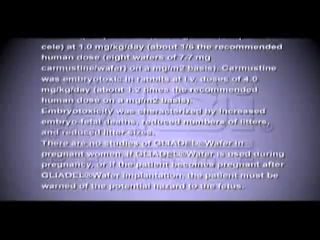 cele) at 1.0 mg/kg/day (about 1/6 the recommended
human dose (eight wafers of 7.7 mg
carmustine/wafer) on a mg/m2 basis). Carmustine
was embryotoxic in rabbits at i.v. doses of 4.0
mg/kg/day (about 1.2 times the recommended
human dose on a mg/m2 basis).
Embryotoxicity was characterized by increased
embryo-fetal deaths, reduced numbers of litters,
and reduced litter sizes.
There are no studies of GLIADEL®Wafer in
pregnant women. If GLIADEL®Wafer is used during
pregnancy, or if the patient becomes pregnant after
GLIADEL®Wafer implantation, the patient must be
warned of the potential hazard to the fetus.